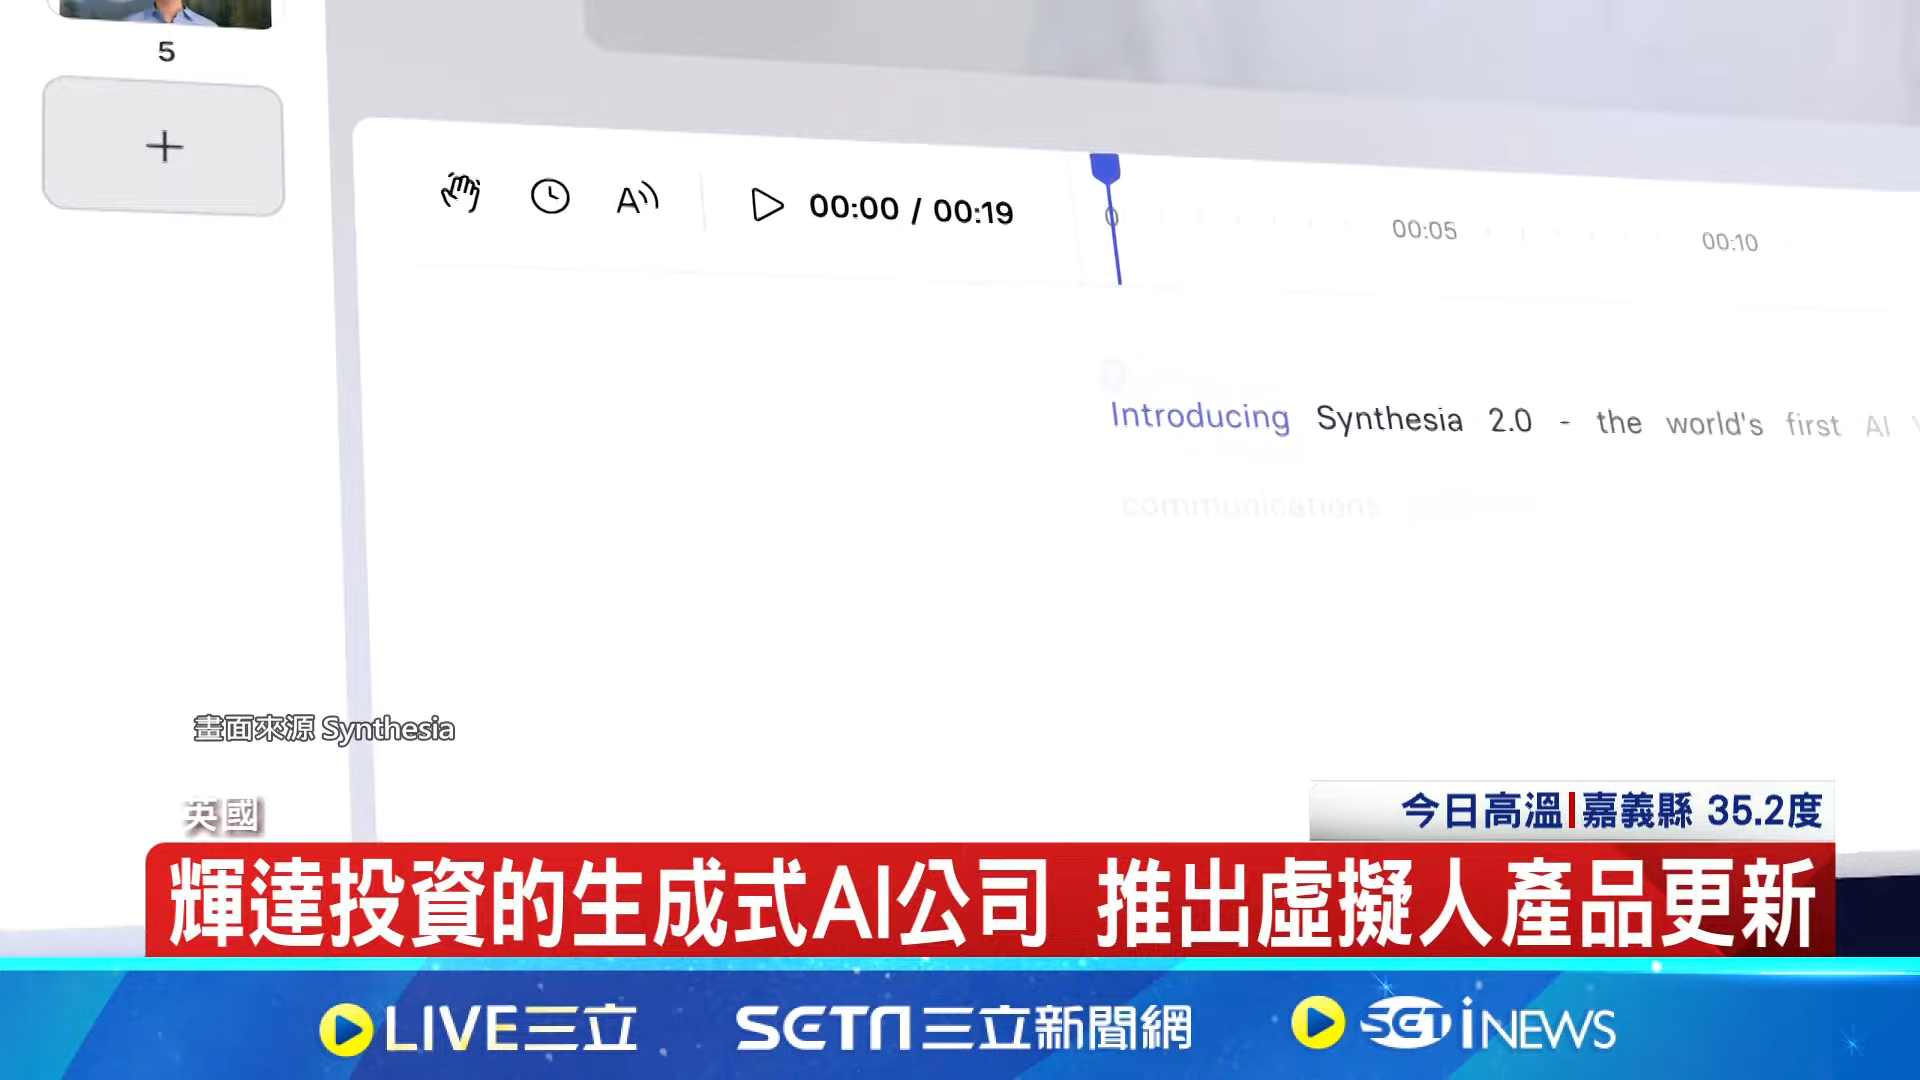 5
00:00 / 00:19
0
00:05
00:10
Introducing Synthesia 2.0 - the world's first AI
communications
畫面來源 Synthesia
英國
今日高溫 嘉義縣 35.2度
輝達投資的生成式AI公司 推出虛擬人產品更新
LIVE三立 SETN三立新聞網 SET iNEWS